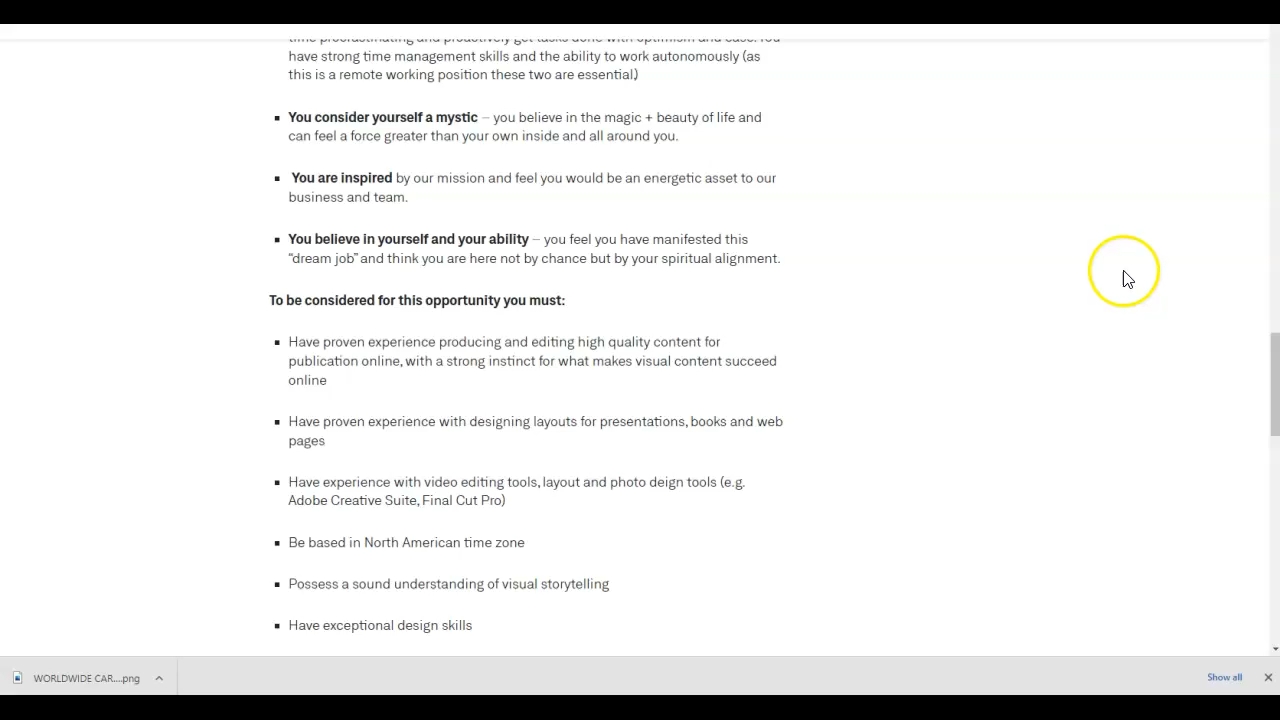 time procrastinating and proactively get tasks done with optimism and ease. You
have strong time management skills and the ability to work autonomously (as
this is a remote working position these two are essential.)
▪ You consider yourself a mystic – you believe in the magic + beauty of life and
can feel a force greater than your own inside and all around you.
▪ You are inspired by our mission and feel you would be an energetic asset to our
business and team.
▪ You believe in yourself and your ability – you feel you have manifested this
“dream job” and think you are here not by chance but by your spiritual alignment.
To be considered for this opportunity you must:
▪ Have proven experience producing and editing high quality content for
publication online, with a strong instinct for what makes visual content succeed
online
▪ Have proven experience with designing layouts for presentations, books and web
pages
▪ Have experience with video editing tools, layout and photo deign tools (e.g.
Adobe Creative Suite, Final Cut Pro)
▪ Be based in North American time zone
▪ Possess a sound understanding of visual storytelling
▪ Have exceptional design skills
WORLDWIDE CAR....png
Show all